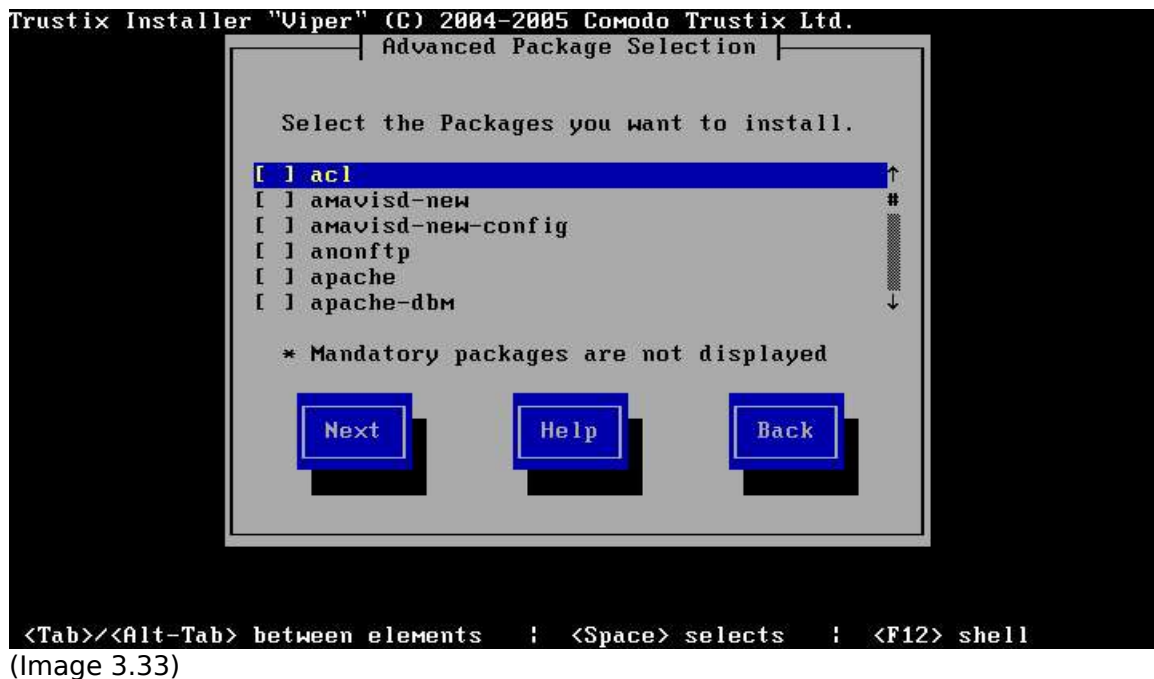 Trustix Installer "Viper" (C) 2004-2005 Comodo Trustix Ltd.
Advanced Package Selection
Select the Packages you want to install.
[ ] acl
[ ] amavisd-new
[ ] amavisd-new-config
[ ] anonftp
[ ] apache
[ ] apache-dbm
* Mandatory packages are not displayed
Next Help Back
<Tab>/<Alt-Tab> between elements ¦ <Space> selects ¦ <F12> shell
(Image 3.33)